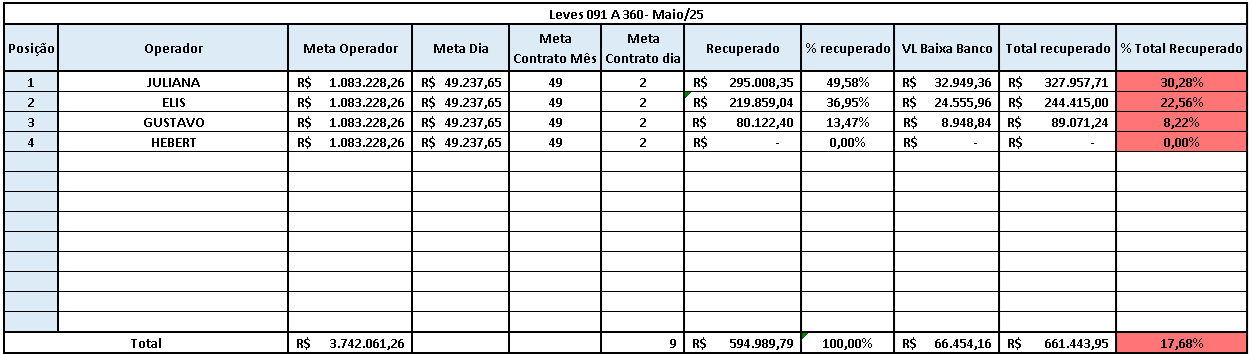 Leves 091 A 360- Maio/25
Posição Operador Meta Operador Meta Dia Meta Contrato Mês Meta Contrato dia Recuperado % recuperado VL Baixa Banco Total recuperado % Total Recuperado
1 JULIANA R$ 1.083.228,26 R$ 49.237,65 49 2 R$ 295.008,35 49,58% R$ 32.949,36 R$ 327.957,71 30,28%
2 ELIS R$ 1.083.228,26 R$ 49.237,65 49 2 R$ 219.859,04 36,95% R$ 24.555,96 R$ 244.415,00 22,56%
3 GUSTAVO R$ 1.083.228,26 R$ 49.237,65 49 2 R$ 80.122,40 13,47% R$ 8.948,84 R$ 89.071,24 8,22%
4 HEBERT R$ 1.083.228,26 R$ 49.237,65 49 2 R$ - 0,00% R$ - R$ - 0,00%
Total R$ 3.742.061,26 9 R$ 594.989,79 100,00% R$ 66.454,16 R$ 661.443,95 17,68%